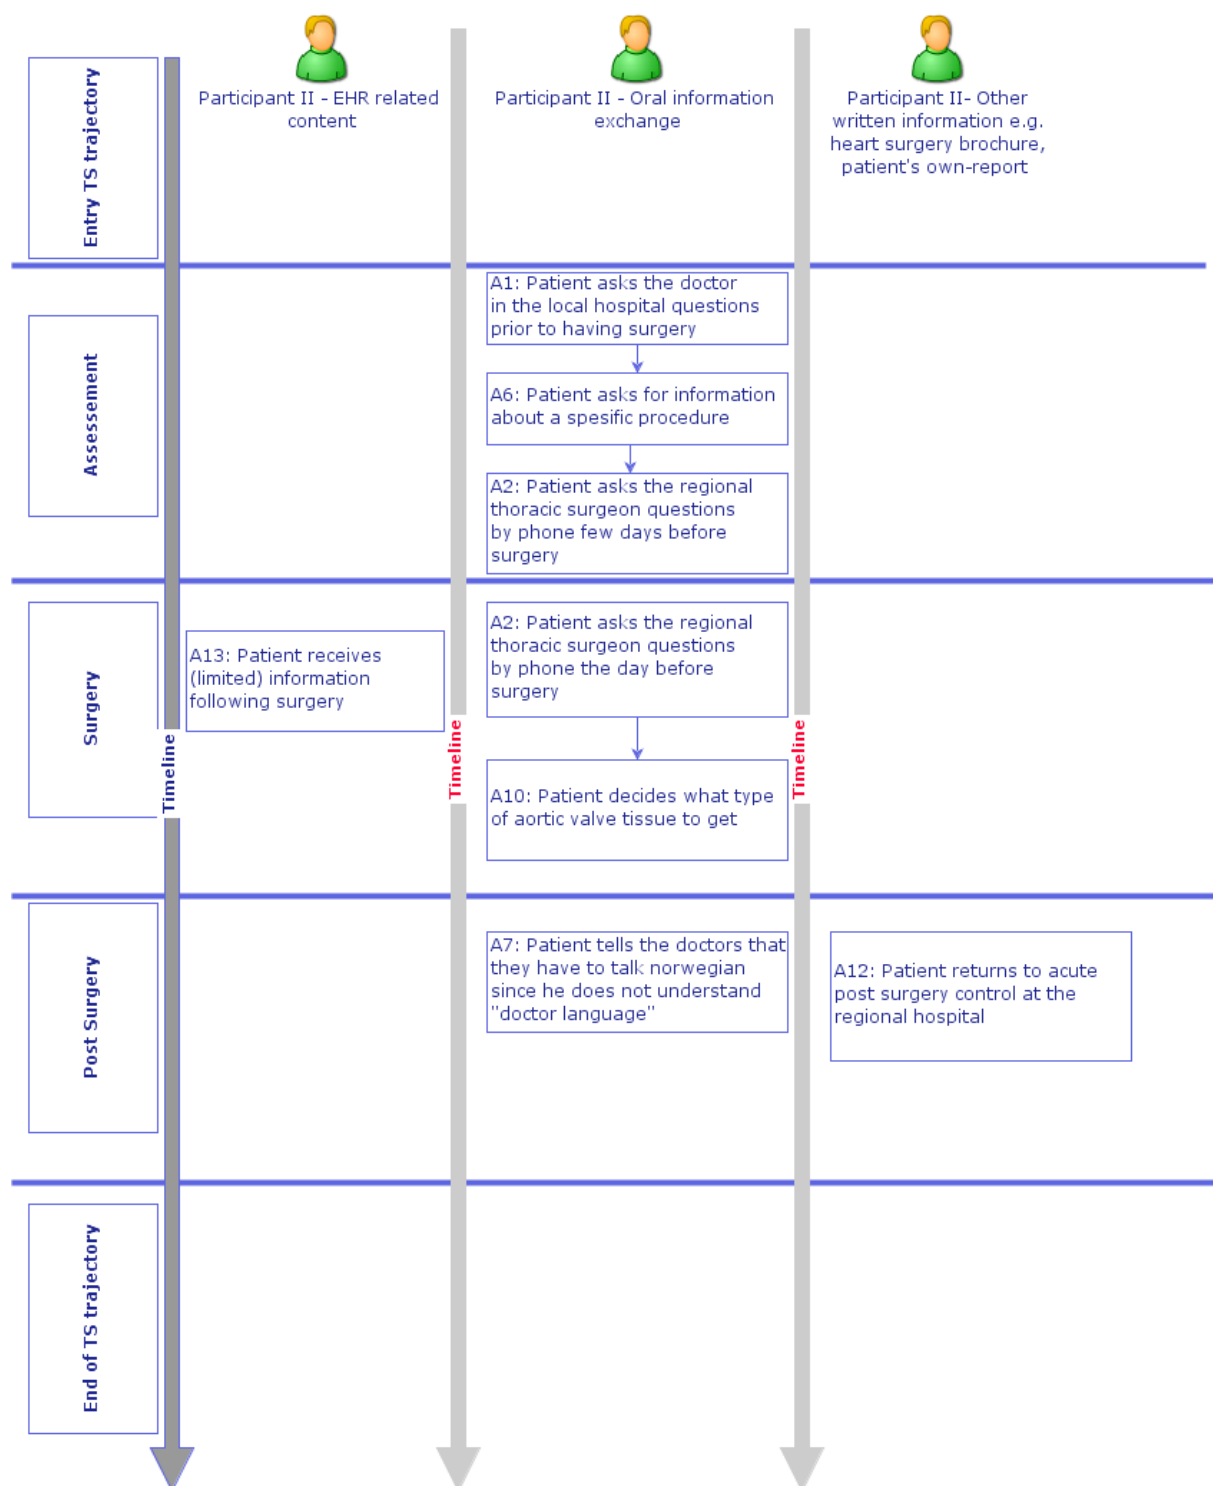 Participant II - EHR related
content
Participant II - Oral information
exchange
Participant II- Other
written information e.g.
heart surgery brochure,
patient's own-report
Entry TS trajectory
Assessement
A1: Patient asks the doctor
in the local hospital questions
prior to having surgery
A6: Patient asks for information
about a spesific procedure
A2: Patient asks the regional
thoracic surgeon questions
by phone few days before
surgery
Surgery
A13: Patient receives
(limited) information
following surgery
A2: Patient asks the regional
thoracic surgeon questions
by phone the day before
surgery
A10: Patient decides what type
of aortic valve tissue to get
Timeline
Timeline
Timeline
Post Surgery
A7: Patient tells the doctors that
they have to talk norwegian
since he does not understand
"doctor language"
A12: Patient returns to acute
post surgery control at the
regional hospital
End of TS trajectory